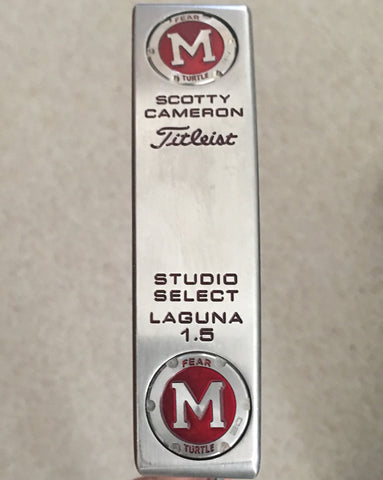 FEAR
M
TURTLE
SCOTTY
CAMERON
Titleist
STUDIO
SELECT
LAGUNA
1.5
FEAR
M
TURTLE